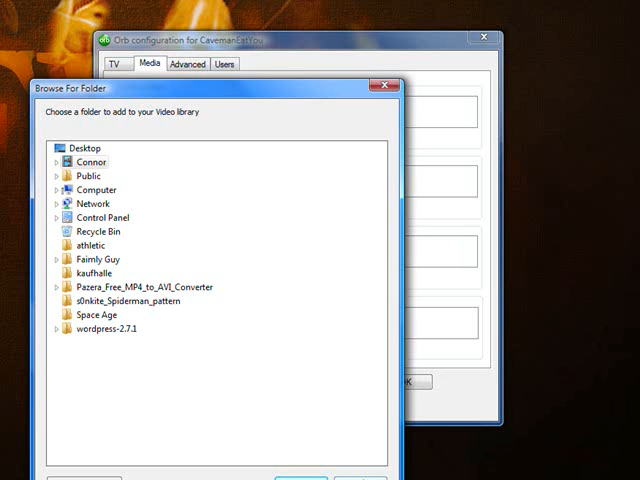 Orb configuration for CavemanEatYou
TV Media Advanced Users
Browse For Folder
Choose a folder to add to your Video library
Desktop
Connor
Public
Computer
Network
Control Panel
Recycle Bin
athletic
Faimly Guy
kaufhalle
Pazera_Free_MP4_to_AVI_Converter
s0nkite_Spiderman_pattern
Space Age
wordpress-2.7.1